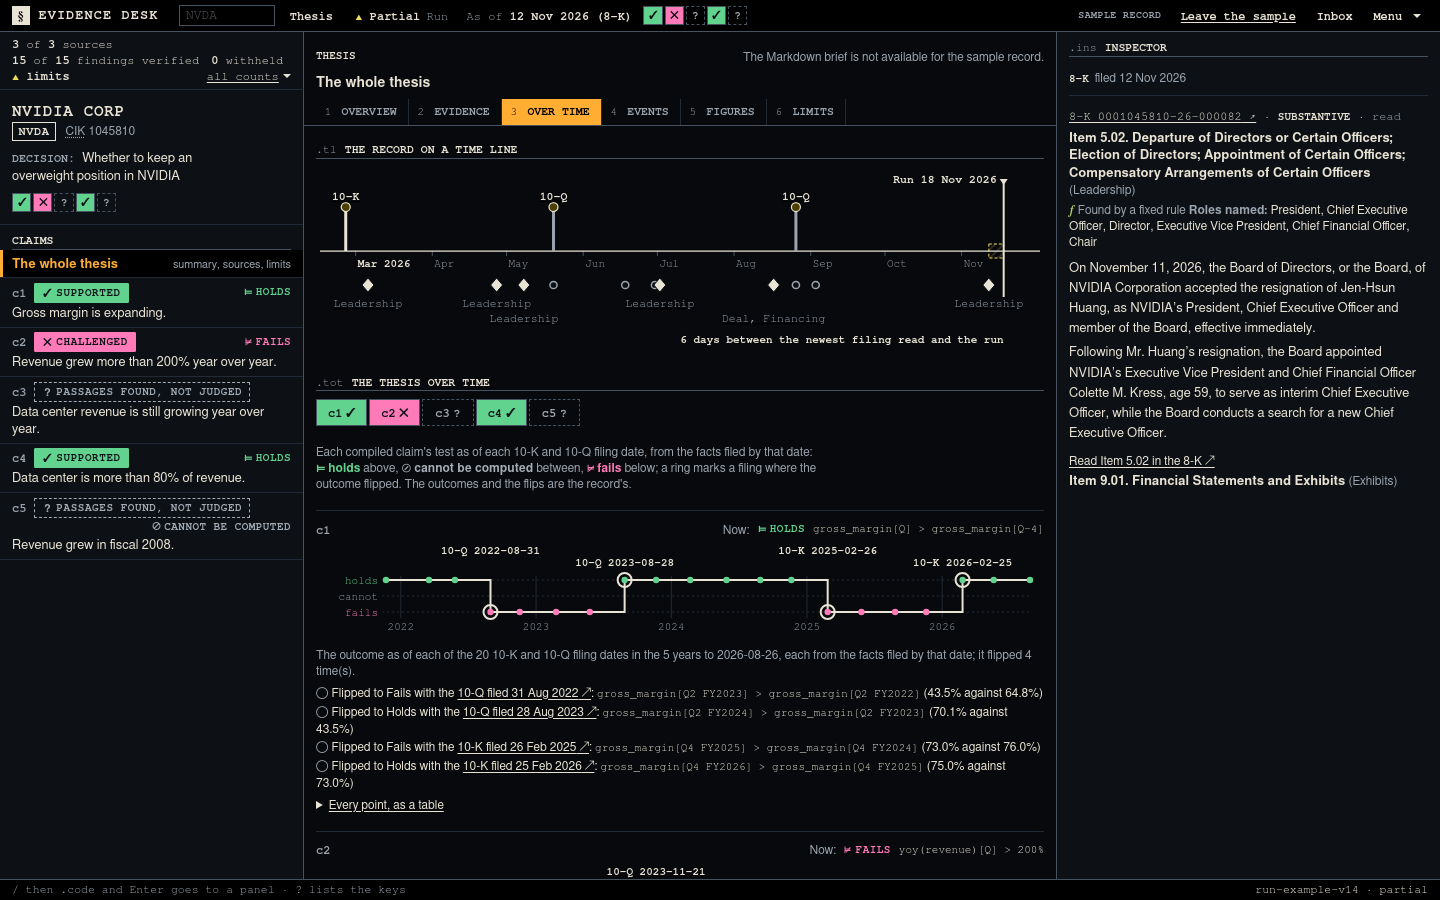 § EVIDENCE DESK NVDA Thesis ▲ Partial Run As of 12 Nov 2026 (8-K) ✓ ✕ ? ✓ ? SAMPLE RECORD Leave the sample Inbox Menu
3 of 3 sources
15 of 15 findings verified 0 withheld
▲ limits all counts
NVIDIA CORP
NVDA CIK 1045810
DECISION: Whether to keep an
overweight position in NVIDIA
✓ ✕ ? ✓ ?
CLAIMS
The whole thesis summary, sources, limits
c1 ✓ SUPPORTED ⊨ HOLDS
Gross margin is expanding.
c2 ✕ CHALLENGED ⊭ FAILS
Revenue grew more than 200% year over year.
c3 ? PASSAGES FOUND, NOT JUDGED
Data center revenue is still growing year over
year.
c4 ✓ SUPPORTED ⊨ HOLDS
Data center is more than 80% of revenue.
c5 ? PASSAGES FOUND, NOT JUDGED
⊘ CANNOT BE COMPUTED
Revenue grew in fiscal 2008.
THESIS The Markdown brief is not available for the sample record.
The whole thesis
1 OVERVIEW 2 EVIDENCE 3 OVER TIME 4 EVENTS 5 FIGURES 6 LIMITS
.tl THE RECORD ON A TIME LINE
Run 18 Nov 2026
10-K 10-Q 10-Q
Mar 2026 Apr May Jun Jul Aug Sep Oct Nov
Leadership Leadership Leadership Leadership
Leadership Deal, Financing
6 days between the newest filing read and the run
.tot THE THESIS OVER TIME
c1 ✓ c2 ✕ c3 ? c4 ✓ c5 ?
Each compiled claim's test as of each 10-K and 10-Q filing date, from the facts filed by that date:
⊨ holds above, ⊘ cannot be computed between, ⊭ fails below; a ring marks a filing where the
outcome flipped. The outcomes and the flips are the record's.
c1 Now: ⊨ HOLDS gross_margin[Q] > gross_margin[Q-4]
10-Q 2022-08-31 10-K 2025-02-26
10-Q 2023-08-28 10-K 2026-02-25
holds
cannot
fails
2022 2023 2024 2025 2026
The outcome as of each of the 20 10-K and 10-Q filing dates in the 5 years to 2026-08-26, each from the facts filed by that date; it flipped 4
time(s).
Flipped to Fails with the 10-Q filed 31 Aug 2022 ↗: gross_margin[Q2 FY2023] > gross_margin[Q2 FY2022] (43.5% against 64.8%)
Flipped to Holds with the 10-Q filed 28 Aug 2023 ↗: gross_margin[Q2 FY2024] > gross_margin[Q2 FY2023] (70.1% against
43.5%)
Flipped to Fails with the 10-K filed 26 Feb 2025 ↗: gross_margin[Q4 FY2025] > gross_margin[Q4 FY2024] (73.0% against 76.0%)
Flipped to Holds with the 10-K filed 25 Feb 2026 ↗: gross_margin[Q4 FY2026] > gross_margin[Q4 FY2025] (75.0% against
73.0%)
▶ Every point, as a table
c2 Now: ⊭ FAILS yoy(revenue)[Q] > 200%
10-Q 2023-11-21
.ins INSPECTOR
8-K filed 12 Nov 2026
8-K 0001045810-26-000082 ↗ · SUBSTANTIVE · read
Item 5.02. Departure of Directors or Certain Officers;
Election of Directors; Appointment of Certain Officers;
Compensatory Arrangements of Certain Officers
(Leadership)
ƒ Found by a fixed rule Roles named: President, Chief Executive
Officer, Director, Executive Vice President, Chief Financial Officer,
Chair
On November 11, 2026, the Board of Directors, or the Board, of
NVIDIA Corporation accepted the resignation of Jen-Hsun
Huang, as NVIDIA's President, Chief Executive Officer and
member of the Board, effective immediately.
Following Mr. Huang's resignation, the Board appointed
NVIDIA's Executive Vice President and Chief Financial Officer
Colette M. Kress, age 59, to serve as interim Chief Executive
Officer, while the Board conducts a search for a new Chief
Executive Officer.
Read Item 5.02 in the 8-K ↗
Item 9.01. Financial Statements and Exhibits (Exhibits)
/ then .code and Enter goes to a panel · ? lists the keys run-example-v14 · partial